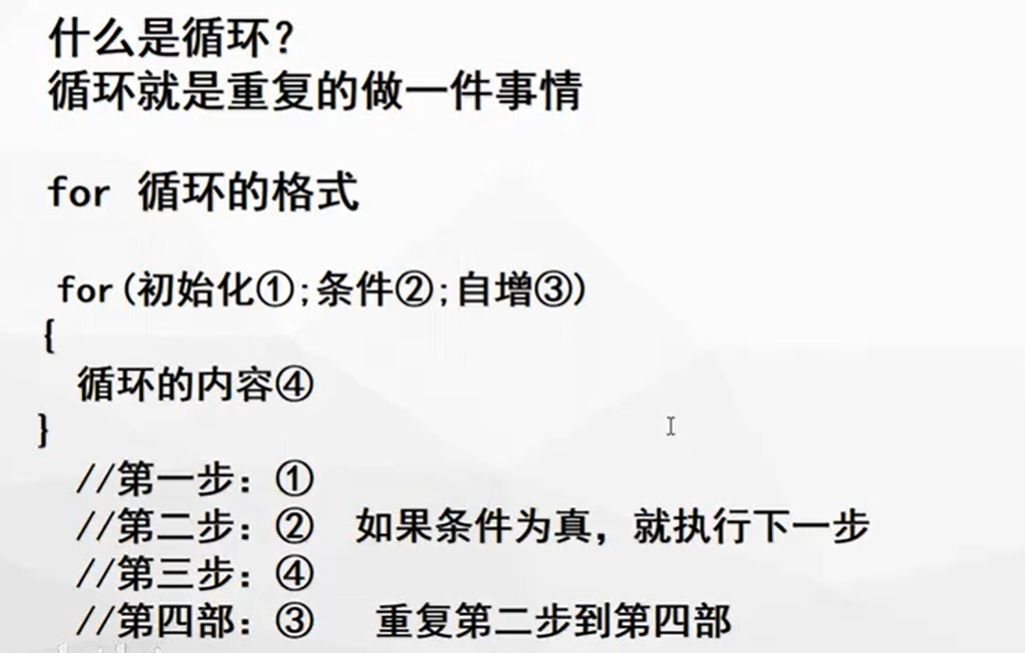 什么是循环？
循环就是重复的做一件事情
for 循环的格式
for(初始化①;条件②;自增③)
{
循环的内容④
}
//第一步：①
//第二步：② 如果条件为真，就执行下一步
//第三步：④
//第四部：③ 重复第二步到第四部